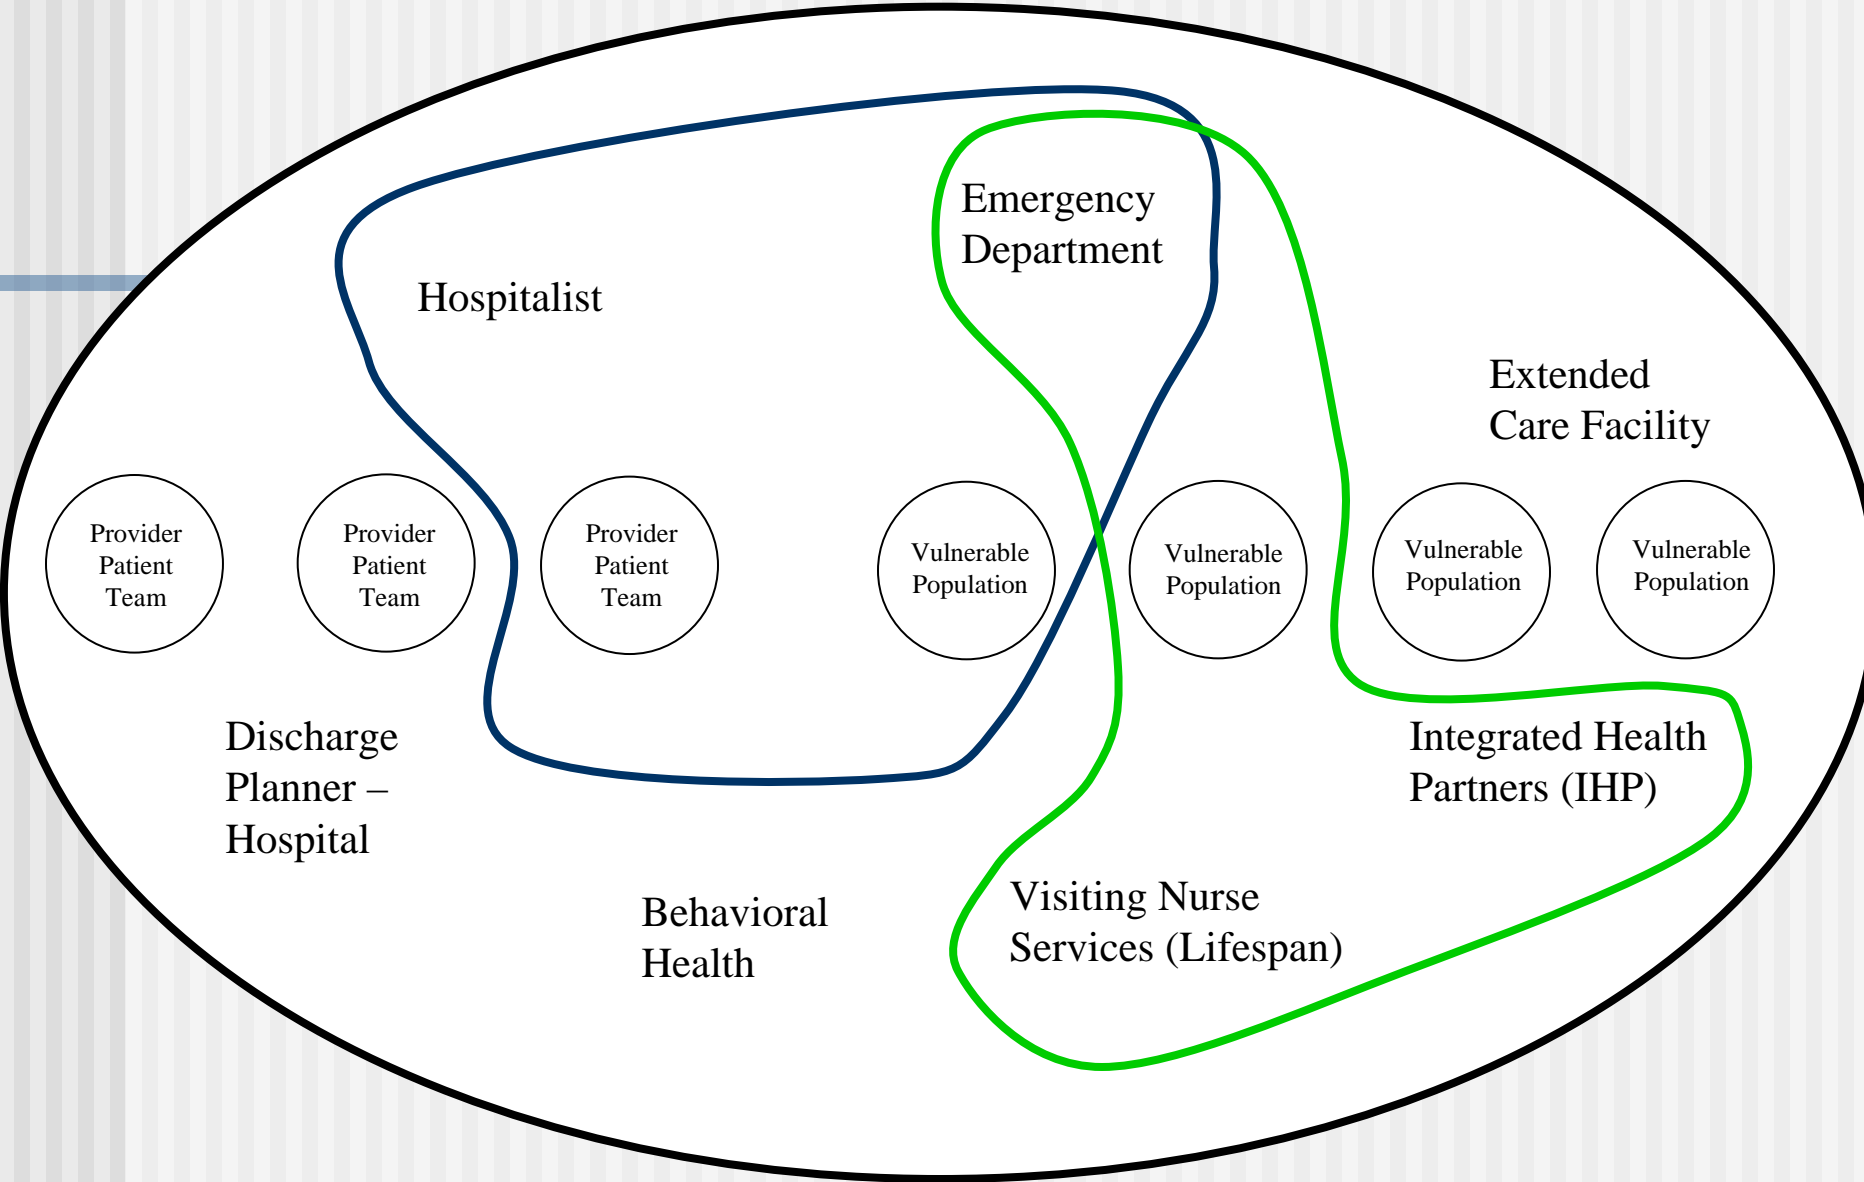 Emergency
Department
Hospitalist
Extended
Care Facility
Provider
Patient
Team
Provider
Patient
Team
Provider
Patient
Team
Vulnerable
Population
Vulnerable
Population
Vulnerable
Population
Vulnerable
Population
Discharge
Planner –
Hospital
Integrated Health
Partners (IHP)
Behavioral
Health
Visiting Nurse
Services (Lifespan)